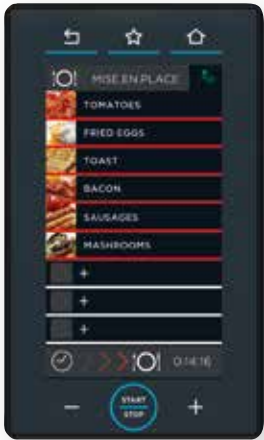 MISE EN PLACE
TOMATOES
FRIED EGGS
TOAST
BACON
SAUSAGES
MASHROOMS
+
+
+
0:14:16
− START STOP +